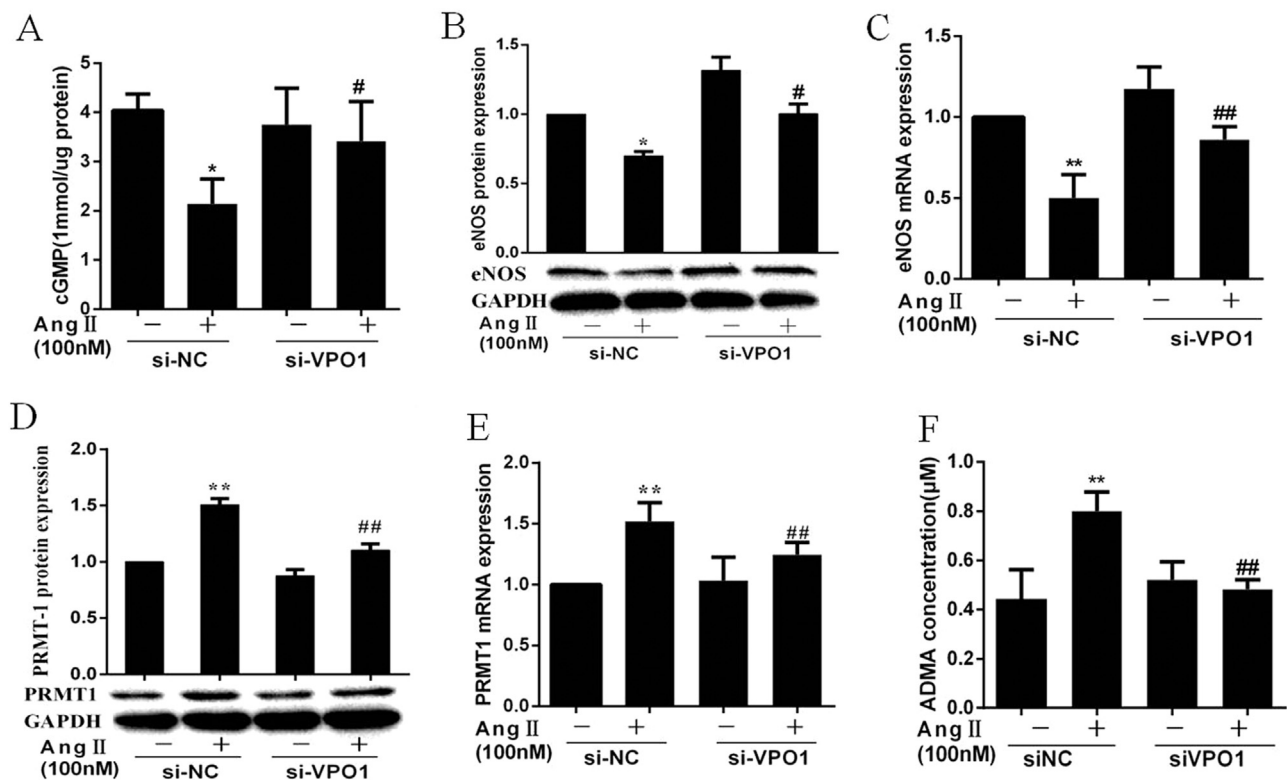 A
cGMP(1mmol/ug protein)
5
4
3
2
1
0
*
#
Ang Ⅱ
(100nM)
− + − +
si-NC si-VPO1
B
eNOS protein expression
1.5
1.0
0.5
0.0
*
#
eNOS
GAPDH
Ang Ⅱ
(100nM)
− + − +
si-NC si-VPO1
C
eNOS mRNA expression
1.5
1.0
0.5
0.0
**
##
Ang Ⅱ
(100nM)
− + − +
si-NC si-VPO1
D
PRMT-1 protein expression
2.0
1.5
1.0
0.5
0.0
**
##
PRMT1
GAPDH
Ang Ⅱ
(100nM)
− + − +
si-NC si-VPO1
E
PRMT1 mRNA expression
2.0
1.5
1.0
0.5
0.0
**
##
Ang Ⅱ
(100nM)
− + − +
si-NC si-VPO1
F
ADMA concentration(μM)
1.0
0.8
0.6
0.4
0.2
0.0
**
##
Ang Ⅱ
(100nM)
− + − +
siNC siVPO1